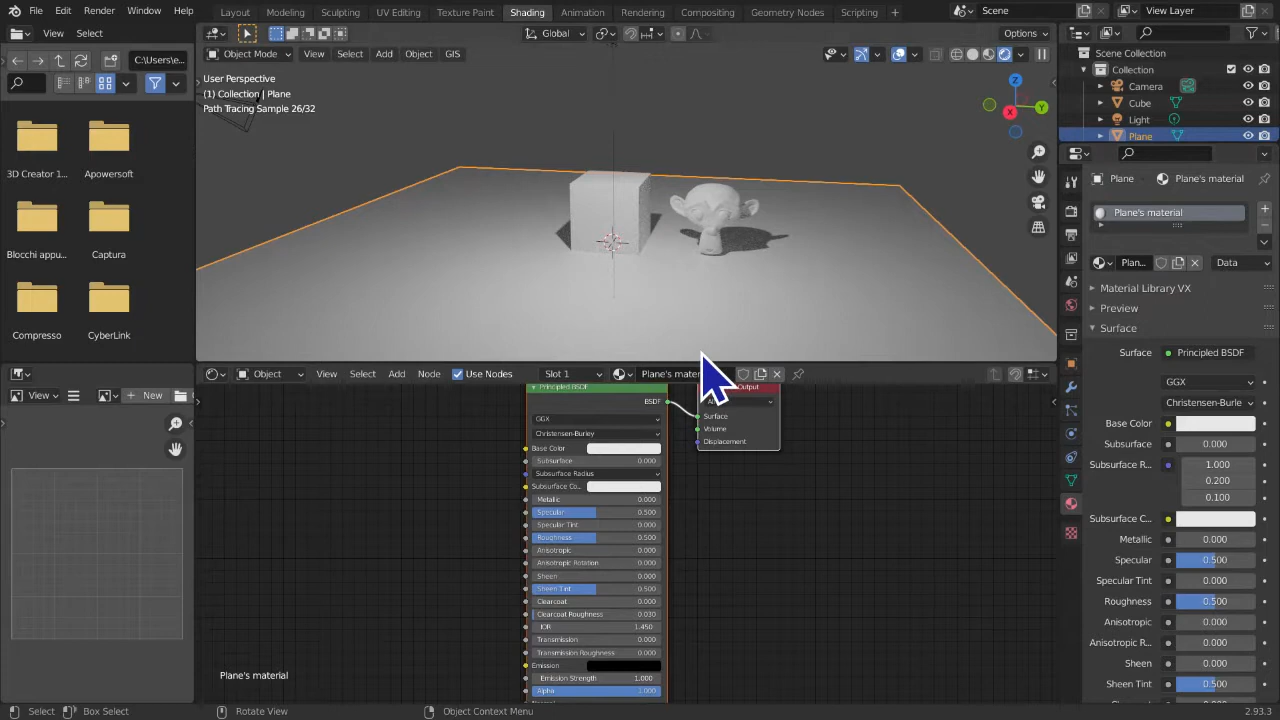 File Edit Render Window Help Layout Modeling Sculpting UV Editing Texture Paint Shading Animation Rendering Compositing Geometry Nodes Scripting + Scene View Layer
View Select Global Options
C:\Users\e... Object Mode View Select Add Object GIS
User Perspective
(1) Collection | Plane
Path Tracing Sample 26/32
Z
Y
X
3D Creator 1... Apowersoft
Blocchi appu... Captura
Compresso CyberLink
Scene Collection
Collection
Camera
Cube
Light
Plane
Plane Plane's material
Plane's material
Plan... Data
Material Library VX
Preview
Surface
Surface Principled BSDF
GGX
Christensen-Burle
Base Color
Subsurface 0.000
Subsurface R... 1.000
0.200
0.100
Subsurface C...
Metallic 0.000
Specular 0.500
Specular Tint 0.000
Roughness 0.500
Anisotropic 0.000
Anisotropic R... 0.000
Sheen 0.000
Sheen Tint 0.500
View + New
Object View Select Add Node Use Nodes Slot 1
Principled BSDF
BSDF
GGX
Christensen-Burley
Base Color
Subsurface 0.000
Subsurface Radius
Subsurface Co...
Metallic 0.000
Specular 0.500
Specular Tint 0.000
Roughness 0.500
Anisotropic 0.000
Anisotropic Rotation 0.000
Sheen 0.000
Sheen Tint 0.500
Clearcoat 0.000
Clearcoat Roughness 0.030
IOR 1.450
Transmission 0.000
Transmission Roughness 0.000
Emission
Emission Strength 1.000
Alpha 1.000
Surface
Volume
Displacement
Plane's material
Select Box Select Rotate View Object Context Menu 2.93.3